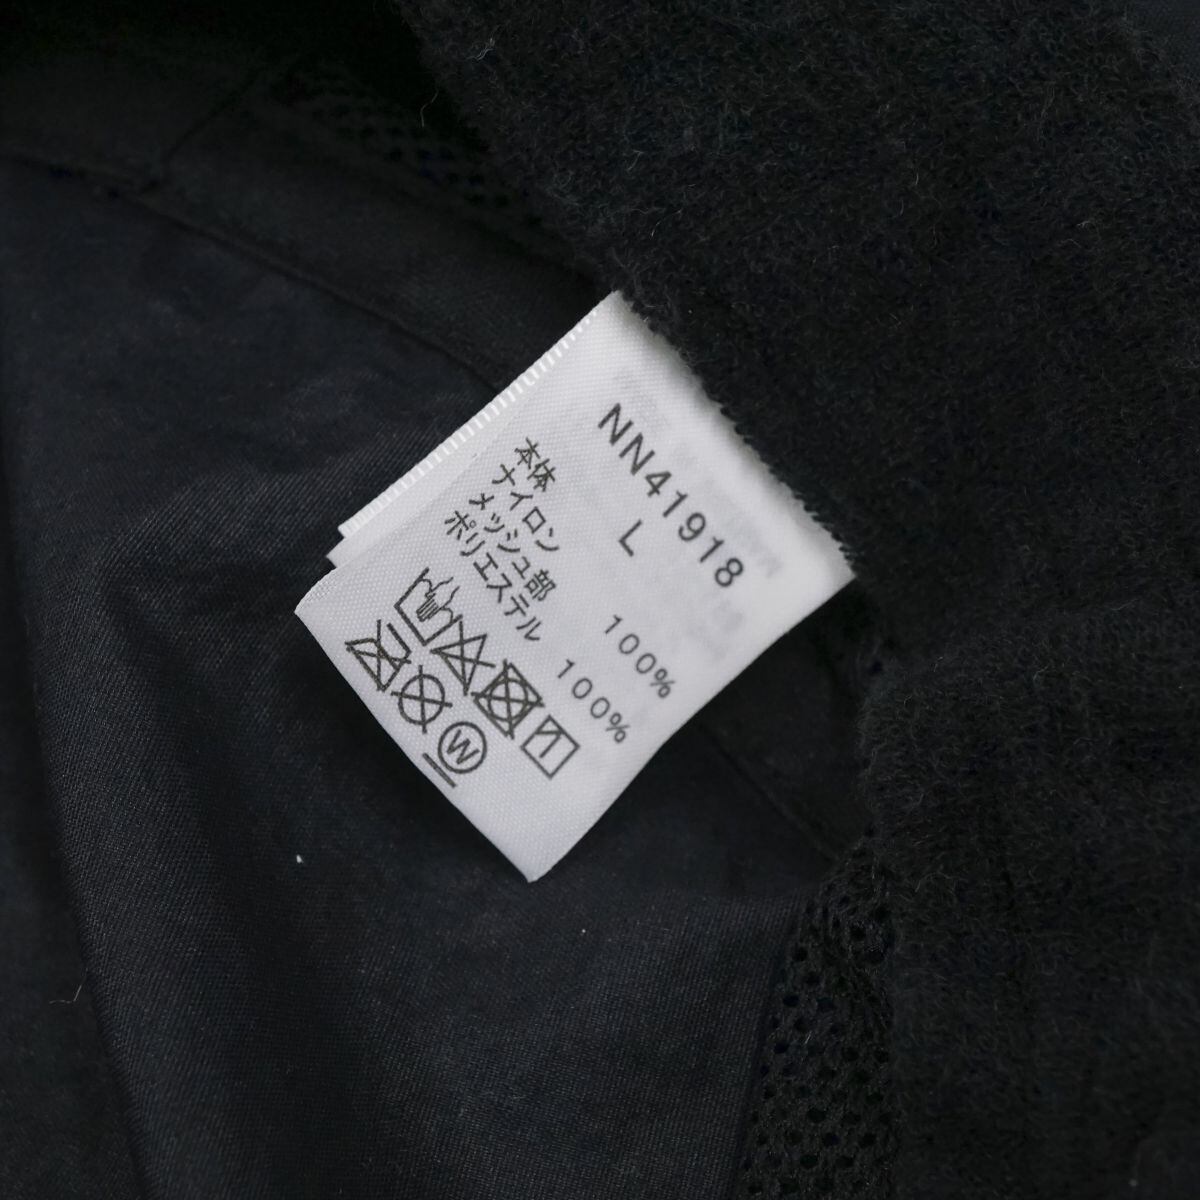 NN41918
L
本体
ナイロン 100%
メッシュ部
ポリエステル 100%
W